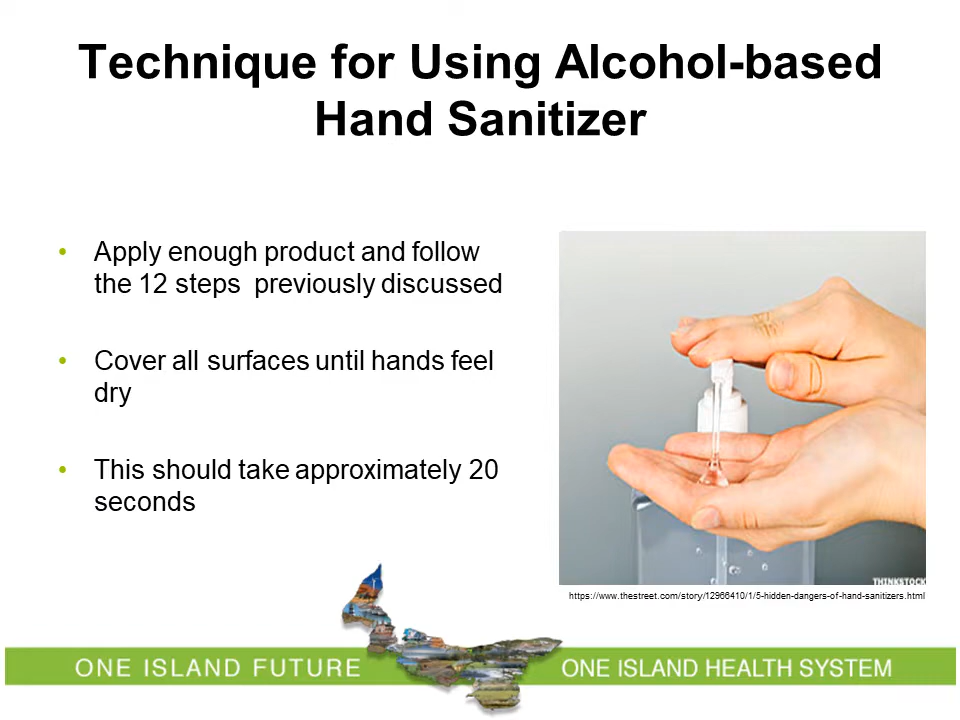 Technique for Using Alcohol-based
Hand Sanitizer
• Apply enough product and follow
the 12 steps  previously discussed
• Cover all surfaces until hands feel
dry
• This should take approximately 20
seconds
THINKSTOCK
https://www.thestreet.com/story/12966410/1/5-hidden-dangers-of-hand-sanitizers.html
ONE ISLAND FUTURE
ONE ISLAND HEALTH SYSTEM